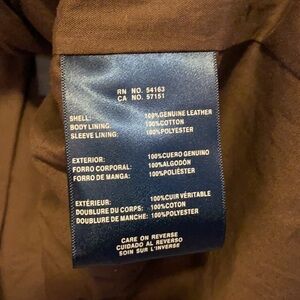 RN NO. 54163
CA NO. 57151
SHELL: 100%GENUINE LEATHER
BODY LINING: 100%COTTON
SLEEVE LINING: 100%POLYESTER
EXTERIOR: 100%CUERO GENUINO
FORRO CORPORAL: 100%ALGODÓN
FORRO DE MANGA: 100%POLIÉSTER
EXTÉRIEUR: 100%CUIR VÉRITABLE
DOUBLURE DU CORPS: 100%COTON
DOUBLURE DE MANCHE: 100%POLYESTER
CARE ON REVERSE
CUIDADO AL REVERSO
SOIN SUR L'INVERSE